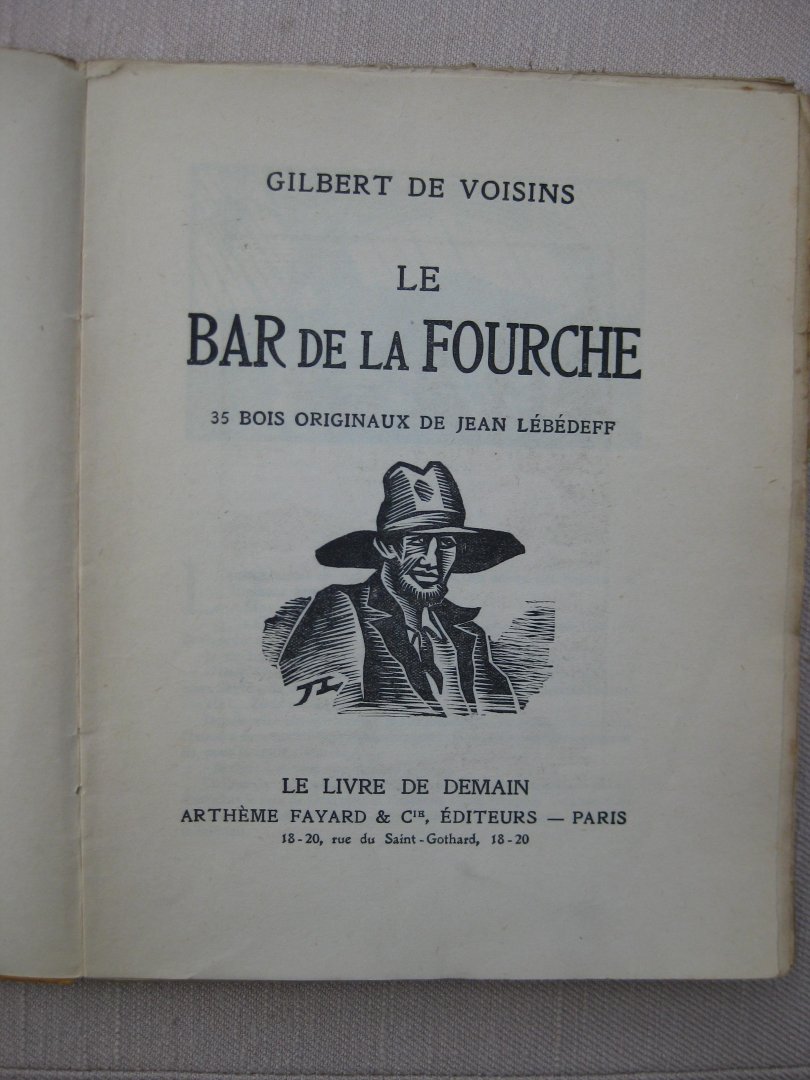 GILBERT DE VOISINS
LE
BAR DE LA FOURCHE
35 BOIS ORIGINAUX DE JEAN LÉBÉDEFF
JL
LE LIVRE DE DEMAIN
ARTHÈME FAYARD & Cⁱᵉ, ÉDITEURS — PARIS
18-20, rue du Saint-Gothard, 18-20